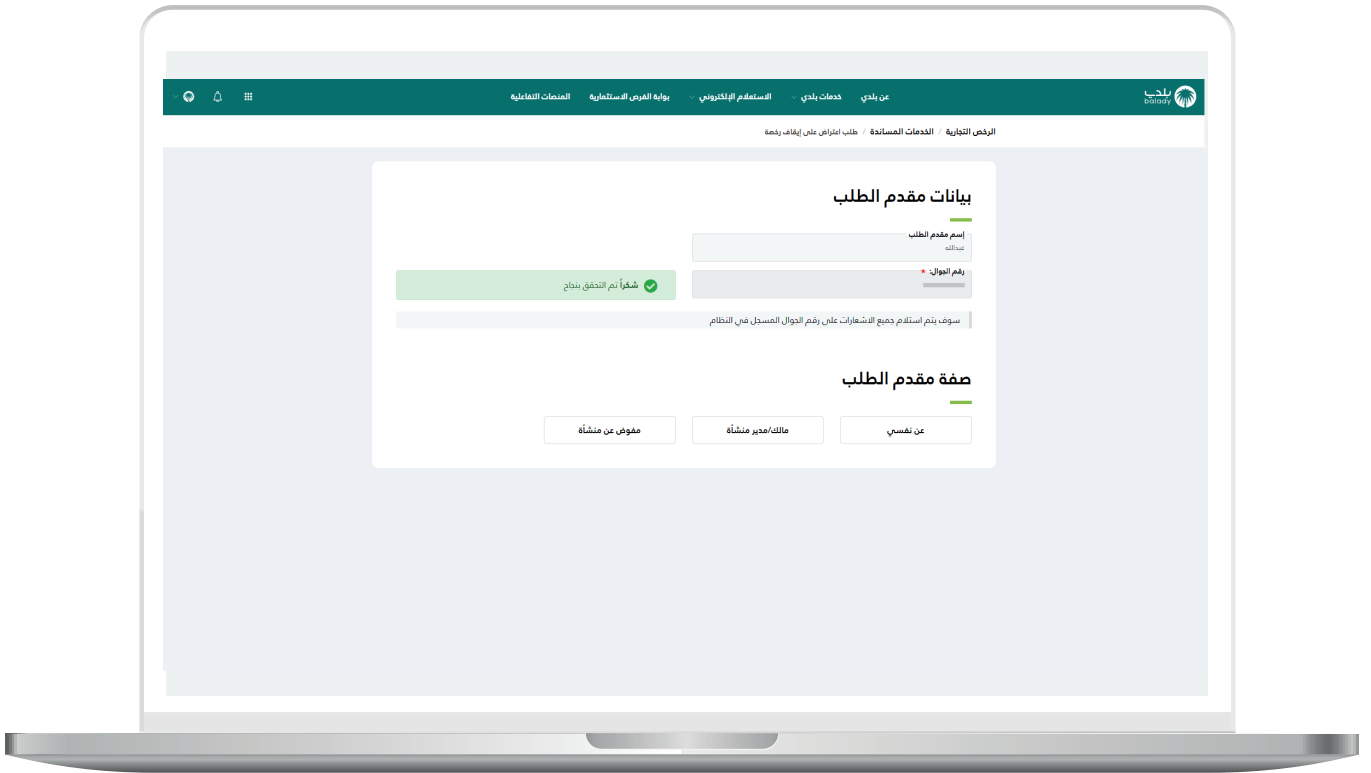 بلدي
balady
عن بلدي خدمات بلدي الاستعلام الإلكتروني بوابة الفرص الاستثمارية المنصات التفاعلية
الرخص التجارية / الخدمات المساندة / طلب اعتراض على إيقاف رخصة
بيانات مقدم الطلب
إسم مقدم الطلب
عبدالله
رقم الجوال: *
شكراً تم التحقق بنجاح
سوف يتم استلام جميع الاشعارات على رقم الجوال المسجل في النظام
صفة مقدم الطلب
عن نفسي
مالك/مدير منشأة
مفوض عن منشأة